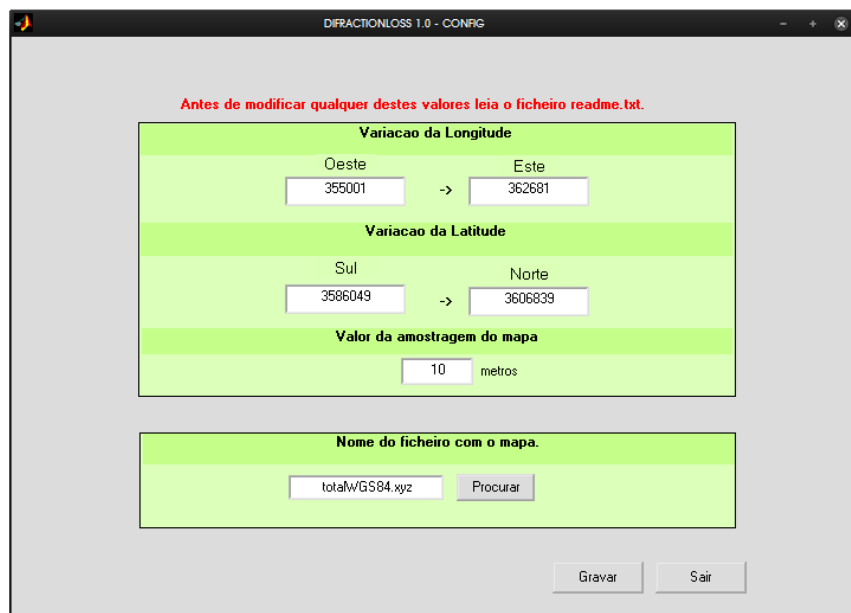 DIFRACTIONLOSS 1.0 - CONFIG
Antes de modificar qualquer destes valores leia o ficheiro readme.txt.
Variacao da Longitude
Oeste Este
355001 -> 362681
Variacao da Latitude
Sul Norte
3586049 -> 3606839
Valor da amostragem do mapa
10 metros
Nome do ficheiro com o mapa.
totalWGS84.xyz Procurar
Gravar Sair